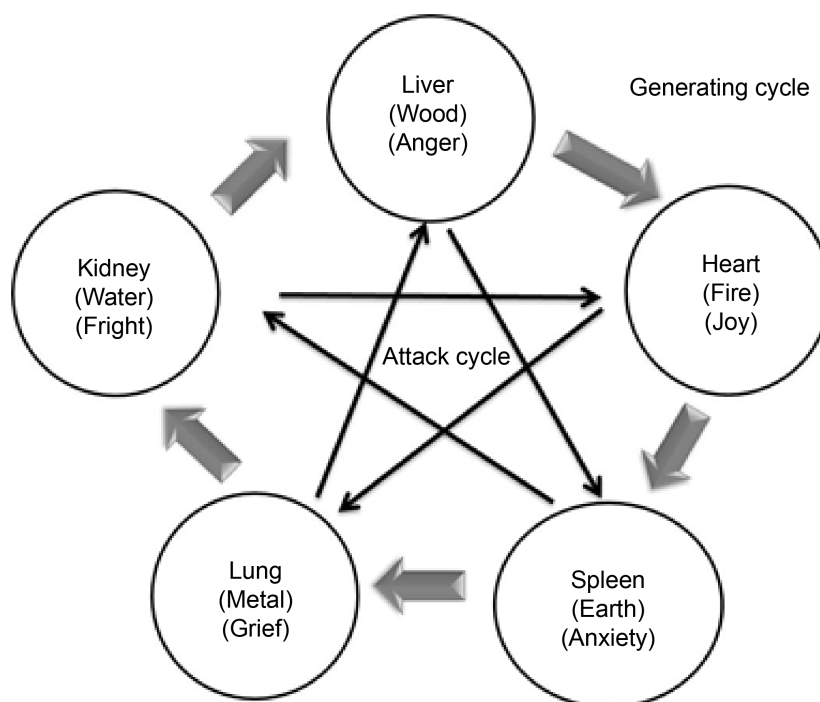 Liver
(Wood)
(Anger)
Generating cycle
Kidney
(Water)
(Fright)
Heart
(Fire)
(Joy)
Attack cycle
Lung
(Metal)
(Grief)
Spleen
(Earth)
(Anxiety)